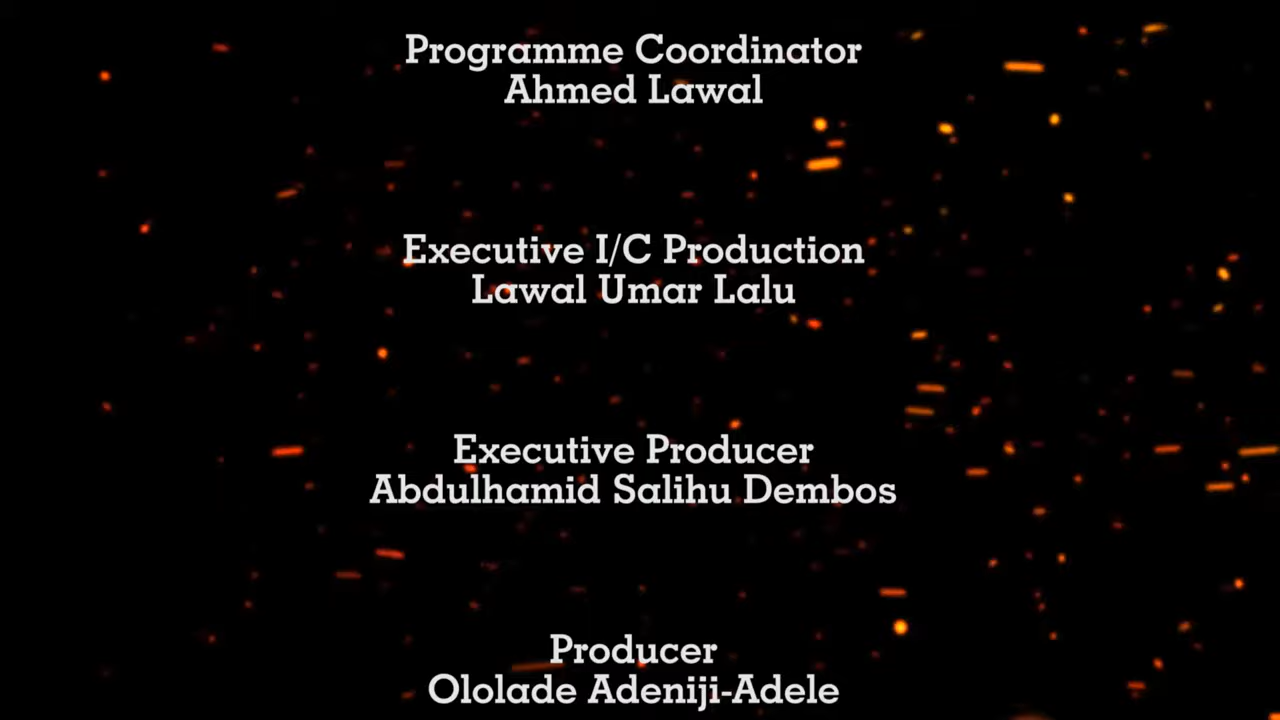 Programme Coordinator
Ahmed Lawal
Executive I/C Production
Lawal Umar Lalu
Executive Producer
Abdulhamid Salihu Dembos
Producer
Ololade Adeniji-Adele